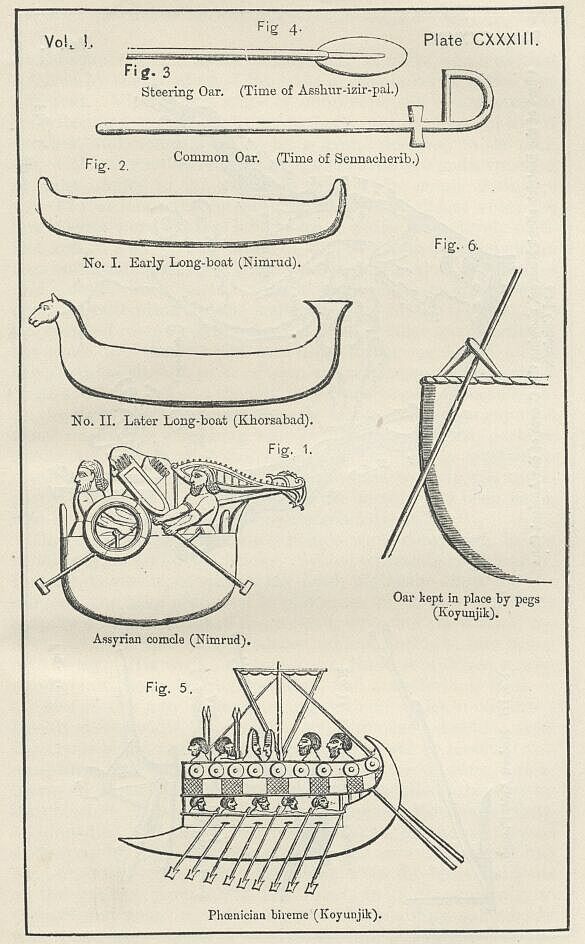 Vol. I.
Fig 4.
Plate CXXXIII.
Fig. 3
Steering Oar. (Time of Asshur-izir-pal.)
Common Oar. (Time of Sennacherib.)
Fig. 2.
No. I. Early Long-boat (Nimrud).
Fig. 6.
No. II. Later Long-boat (Khorsabad).
Fig. 1.
Oar kept in place by pegs
(Koyunjik).
Assyrian coracle (Nimrud).
Fig. 5.
Phœnician bireme (Koyunjik).